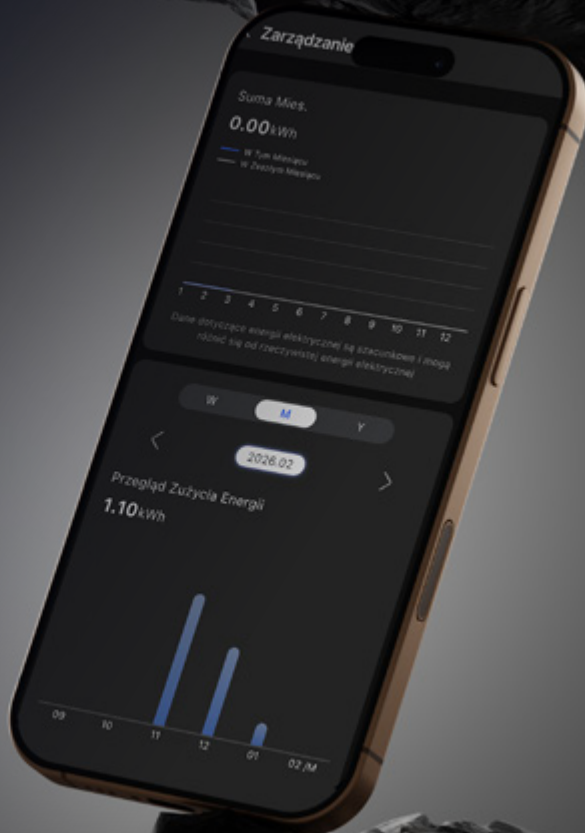 Zarządzanie
Suma Mies.
0.00kWh
W Tym Miesiącu
W Zeszłym Miesiącu
1 2 3 4 5 6 7 8 9 10 11 12
Dane dotyczące energii elektrycznej są szacunkowe i mogą
różnić się od rzeczywistej energii elektrycznej
W M Y
2026.02
Przegląd Zużycia Energii
1.10kWh
09 10 11 12 01 02 /M